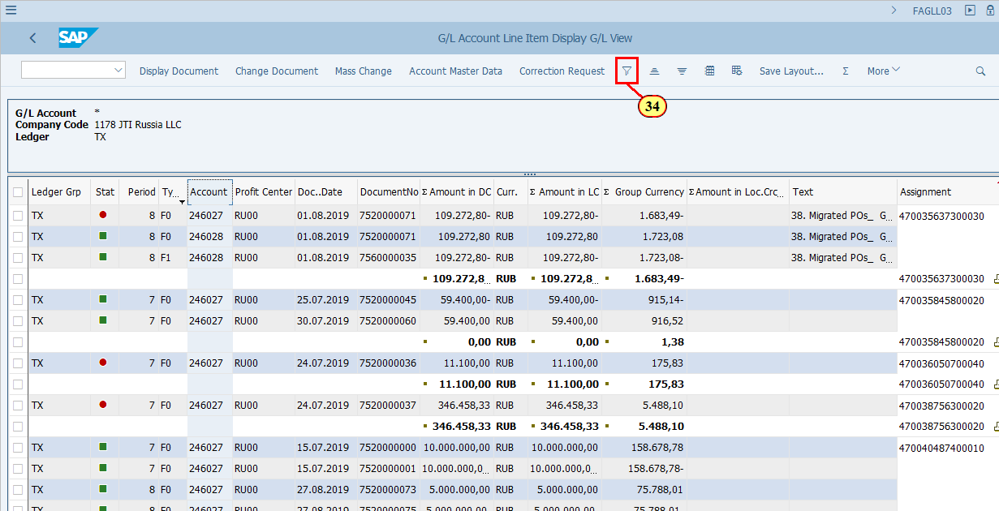 FAGLL03
SAP G/L Account Line Item Display G/L View
Display Document Change Document Mass Change Account Master Data Correction Request Save Layout... Σ More
34
G/L Account *
Company Code 1178 JTI Russia LLC
Ledger TX
Ledger Grp Stat Period Ty... Account Profit Center Doc..Date DocumentNo Σ Amount in DC Curr. Σ Amount in LC Σ Group Currency Σ Amount in Loc.Crc... Text Assignment
TX 8 F0 246027 RU00 01.08.2019 7520000071 109.272,80- RUB 109.272,80- 1.683,49- 38. Migrated POs_ G... 470035637300030
TX 8 F0 246028 RU00 01.08.2019 7520000071 109.272,80 RUB 109.272,80 1.723,08 38. Migrated POs_ G...
TX 8 F1 246028 RU00 01.08.2019 7560000035 109.272,80- RUB 109.272,80- 1.723,08- 38. Migrated POs_ G...
109.272,8... RUB 109.272,8... 1.683,49- 470035637300030
TX 7 F0 246027 RU00 25.07.2019 7520000045 59.400,00- RUB 59.400,00- 915,14- 470035845800020
TX 7 F0 246027 RU00 30.07.2019 7520000060 59.400,00 RUB 59.400,00 916,52
0,00 RUB 0,00 1,38 470035845800020
TX 7 F0 246027 RU00 24.07.2019 7520000036 11.100,00 RUB 11.100,00 175,83 470036050700040
11.100,00 RUB 11.100,00 175,83 470036050700040
TX 7 F0 246027 RU00 24.07.2019 7520000037 346.458,33 RUB 346.458,33 5.488,10 470038756300020
346.458,33 RUB 346.458,33 5.488,10 470038756300020
TX 7 F0 246027 RU00 15.07.2019 7520000000 10.000.000,00 RUB 10.000.000,00 158.678,78 470040487400010
TX 7 F0 246027 RU00 15.07.2019 7520000001 10.000.000,0... RUB 10.000.000,0... 158.678,78-
TX 8 F0 246027 RU00 27.08.2019 7520000073 5.000.000,00 RUB 5.000.000,00 75.788,01
TX 8 F0 246027 RU00 27.08.2019 7520000075 5.000.000,00- RUB 5.000.000,00- 75.788,01-